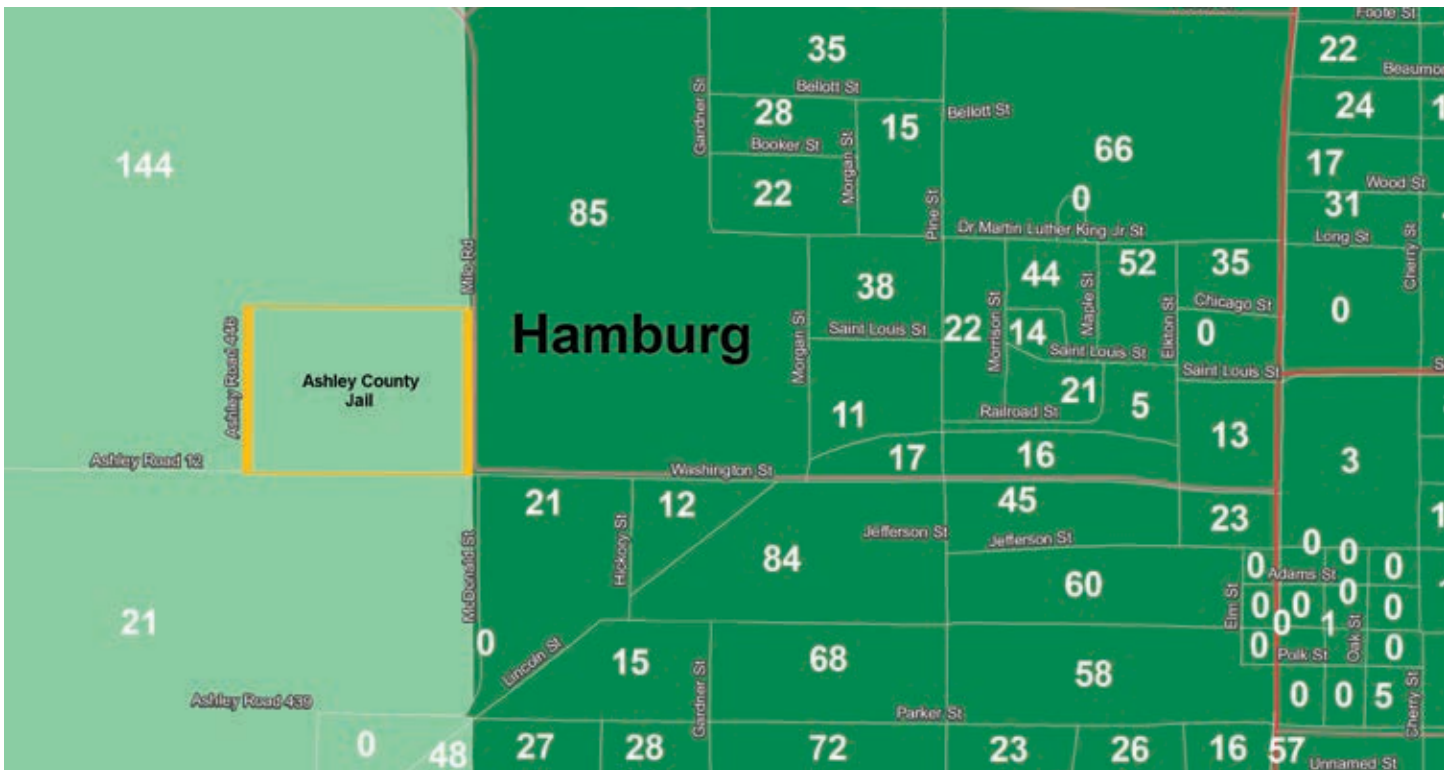 Foote St
35
22
Beaumon
Bellott St
Gardner St
28
15
Bellott St
24
1
Booker St
Morgan St
66
144
17
Wood St
22
85
0
31
Pine St
Dr Martin Luther King Jr St
Long St
Cherry St
Milo Rd
44
52
35
38
Maple St
Chicago St
0
Hamburg
Morgan St
Saint Louis St
22
Morrison St
14
Elkton St
0
Saint Louis St
Saint Louis St
S
Ashley County
Jail
21
5
11
Railroad St
13
Ashley Road 12
17
16
3
Washington St
21
12
45
23
1
Hickory St
Jefferson St
Jefferson St
0
0
McDonald St
84
60
0
Adams St
0
Elm St
0
0
0
0
21
0
1
Oak St
0
0
Polk St
0
Lincoln St
15
68
58
0
0
5
Cherry St
Gardner St
Ashley Road 439
Parker St
0
48
27
28
72
23
26
16
57
Unnamed St